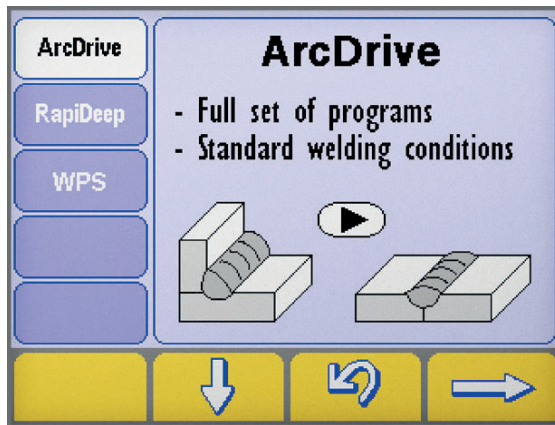 ArcDrive
RapiDeep
WPS
ArcDrive
- Full set of programs
- Standard welding conditions